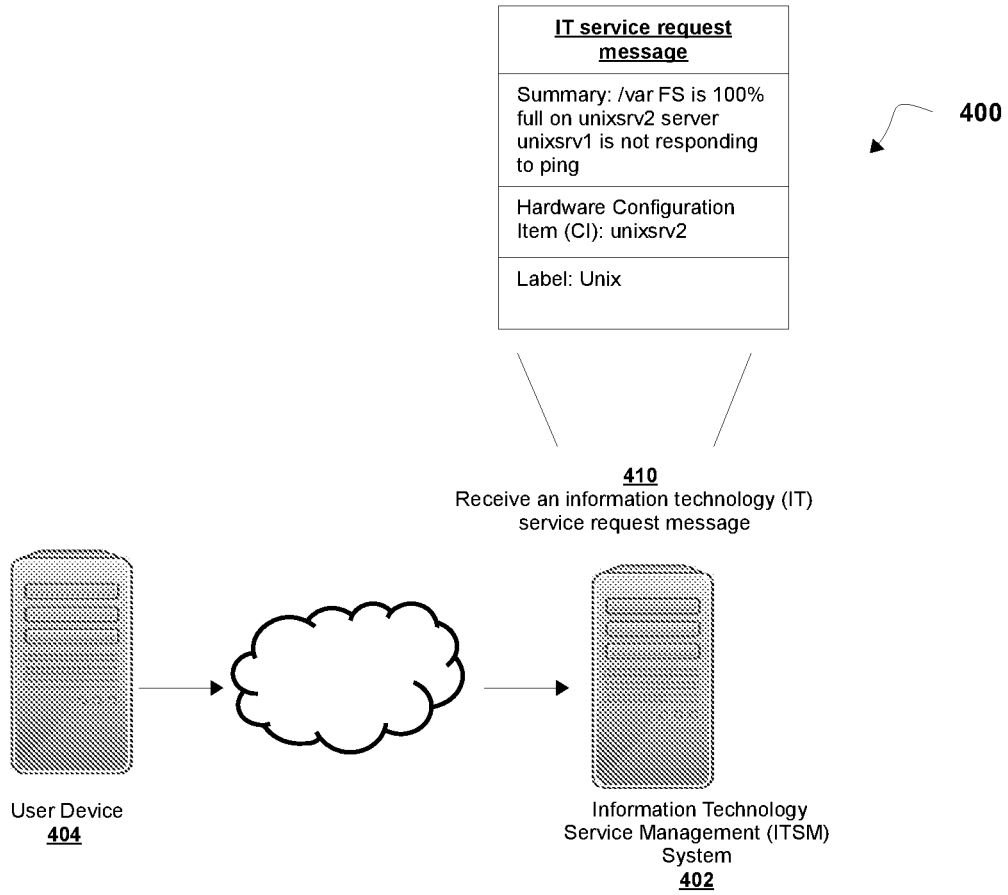 IT service request
message
Summary: /var FS is 100%
full on unixsrv2 server
unixsrv1 is not responding
to ping
Hardware Configuration
Item (CI): unixsrv2
Label: Unix
400
410
Receive an information technology (IT)
service request message
User Device
404
Information Technology
Service Management (ITSM)
System
402